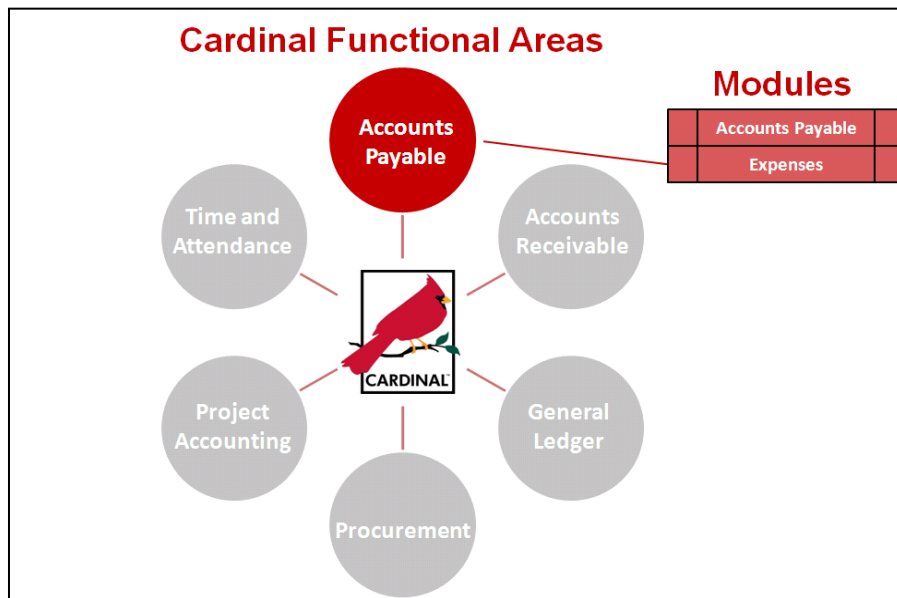 Cardinal Functional Areas
Modules
Accounts Payable
Expenses
Accounts
Payable
Time and
Attendance
Accounts
Receivable
CARDINAL™
Project
Accounting
General
Ledger
Procurement